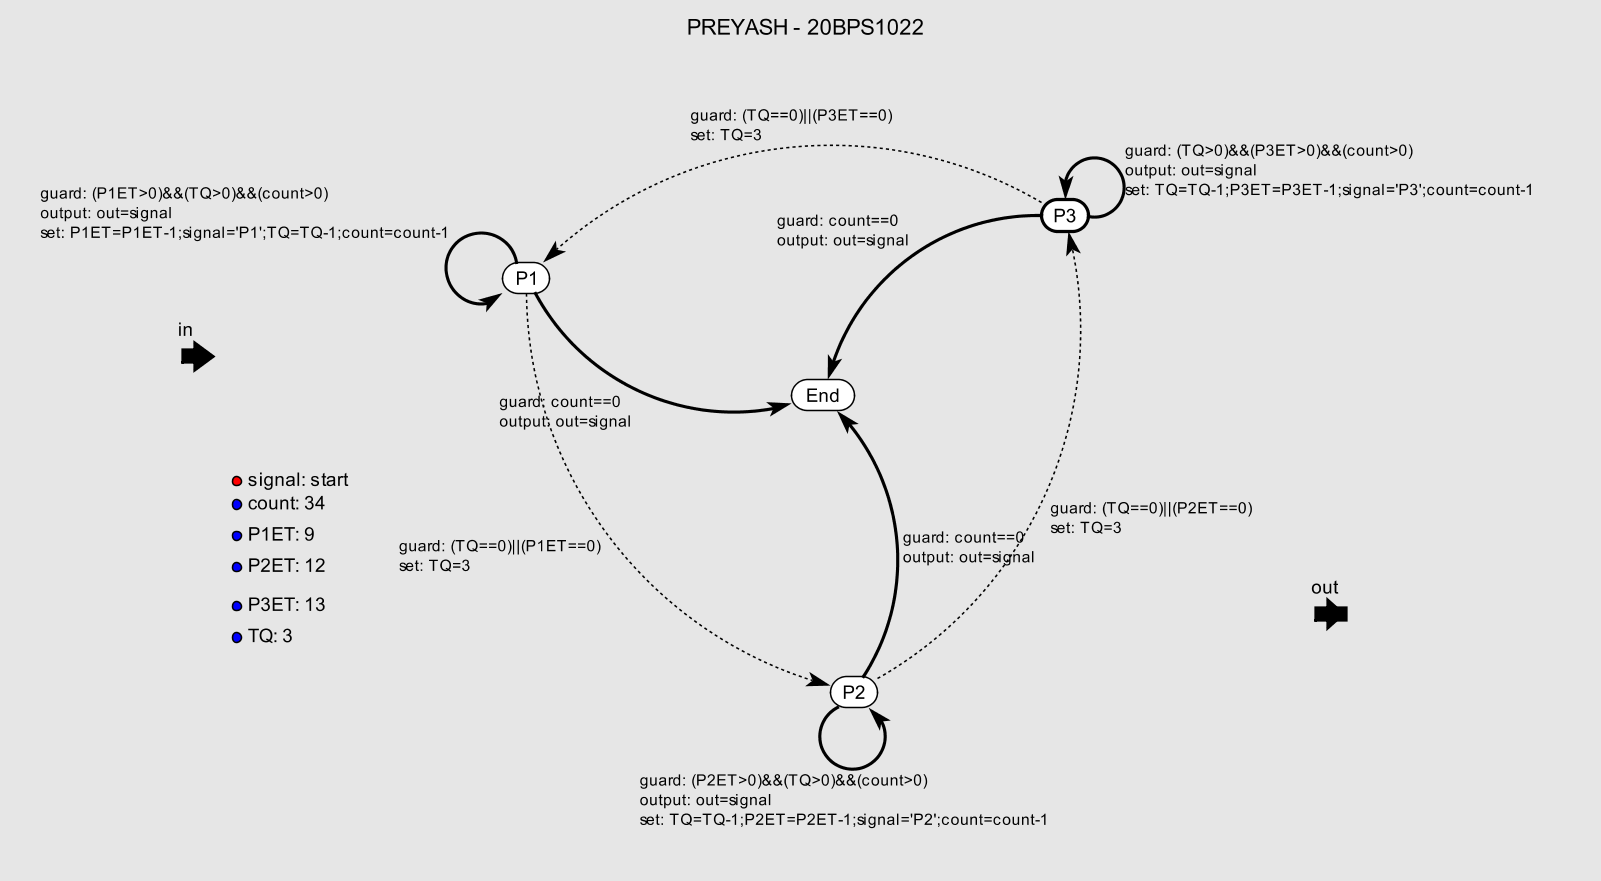 PREYASH - 20BPS1022
guard: (TQ==0)||(P3ET==0)
set: TQ=3
guard: (TQ>0)&&(P3ET>0)&&(count>0)
output: out=signal
set: TQ=TQ-1;P3ET=P3ET-1;signal='P3';count=count-1
guard: (P1ET>0)&&(TQ>0)&&(count>0)
output: out=signal
set: P1ET=P1ET-1;signal='P1';TQ=TQ-1;count=count-1
P3
guard: count==0
output: out=signal
P1
in
End
guard: count==0
output: out=signal
signal: start
count: 34
P1ET: 9
P2ET: 12
P3ET: 13
TQ: 3
guard: (TQ==0)||(P1ET==0)
set: TQ=3
guard: count==0
output: out=signal
guard: (TQ==0)||(P2ET==0)
set: TQ=3
out
P2
guard: (P2ET>0)&&(TQ>0)&&(count>0)
output: out=signal
set: TQ=TQ-1;P2ET=P2ET-1;signal='P2';count=count-1